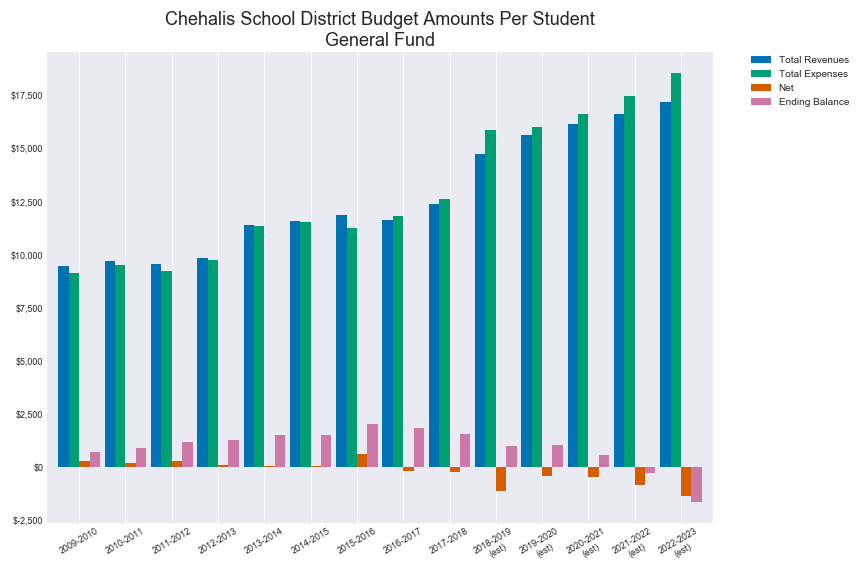 Chehalis School District Budget Amounts Per Student
General Fund
Total Revenues
Total Expenses
Net
Ending Balance
$17,500
$15,000
$12,500
$10,000
$7,500
$5,000
$2,500
$0
$-2,500
2009-2010
2010-2011
2011-2012
2012-2013
2013-2014
2014-2015
2015-2016
2016-2017
2017-2018
2018-2019
(est)
2019-2020
(est)
2020-2021
(est)
2021-2022
(est)
2022-2023
(est)